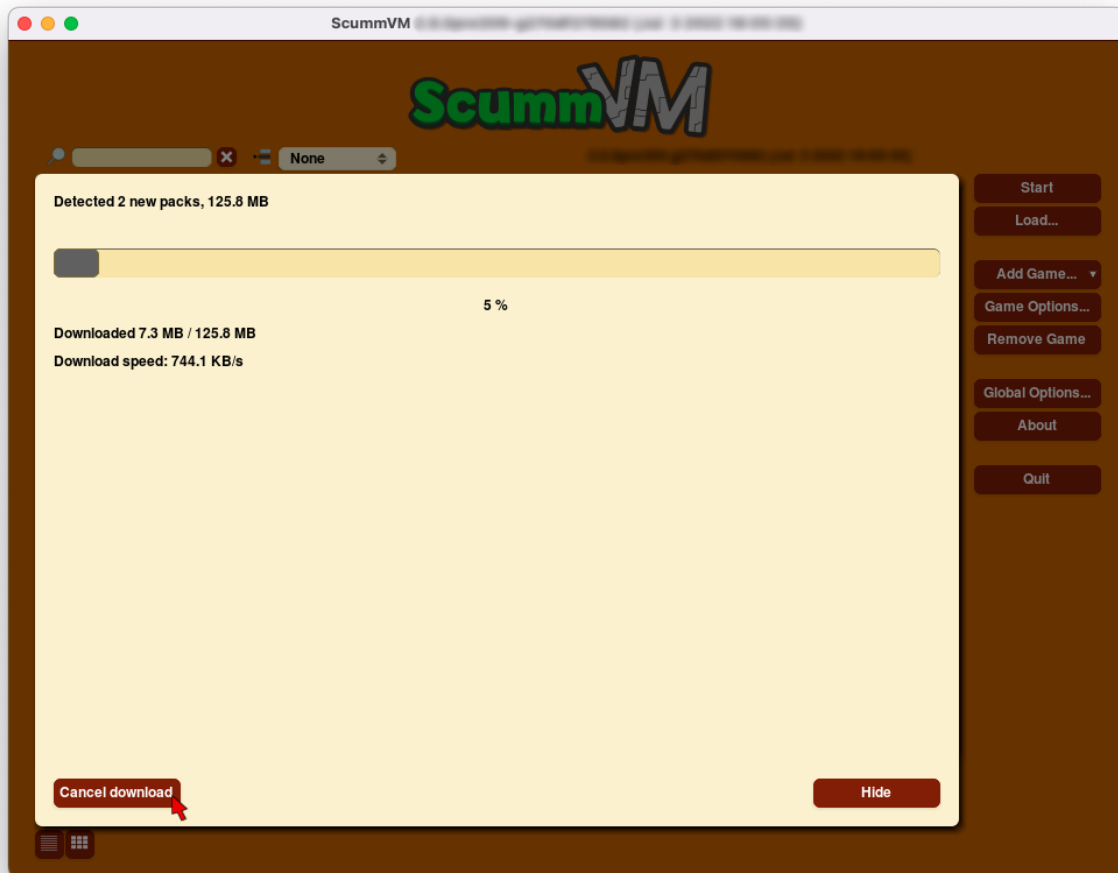 ScummVM
ScummVM
None
Detected 2 new packs, 125.8 MB
5 %
Downloaded 7.3 MB / 125.8 MB
Download speed: 744.1 KB/s
Cancel download
Hide
Start
Load...
Add Game...
Game Options...
Remove Game
Global Options...
About
Quit